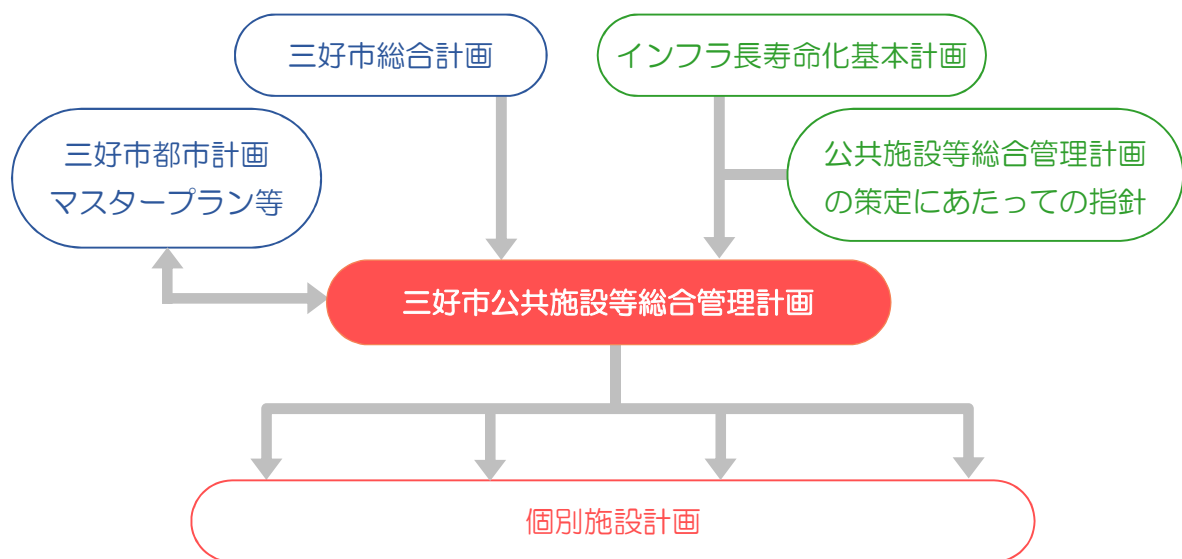 三好市総合計画
インフラ長寿命化基本計画
三好市都市計画
マスタープラン等
公共施設等総合管理計画
の策定にあたっての指針
三好市公共施設等総合管理計画
個別施設計画